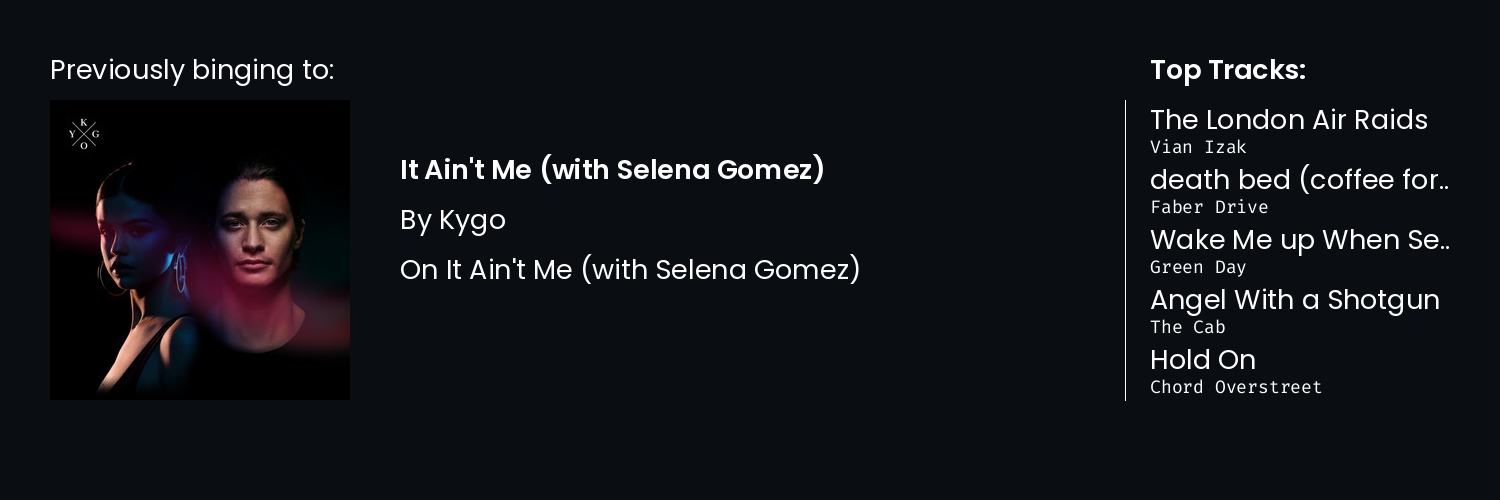 Previously binging to:
K
Y G
O
It Ain't Me (with Selena Gomez)
By Kygo
On It Ain't Me (with Selena Gomez)
Top Tracks:
The London Air Raids
Vian Izak
death bed (coffee for..
Faber Drive
Wake Me up When Se..
Green Day
Angel With a Shotgun
The Cab
Hold On
Chord Overstreet